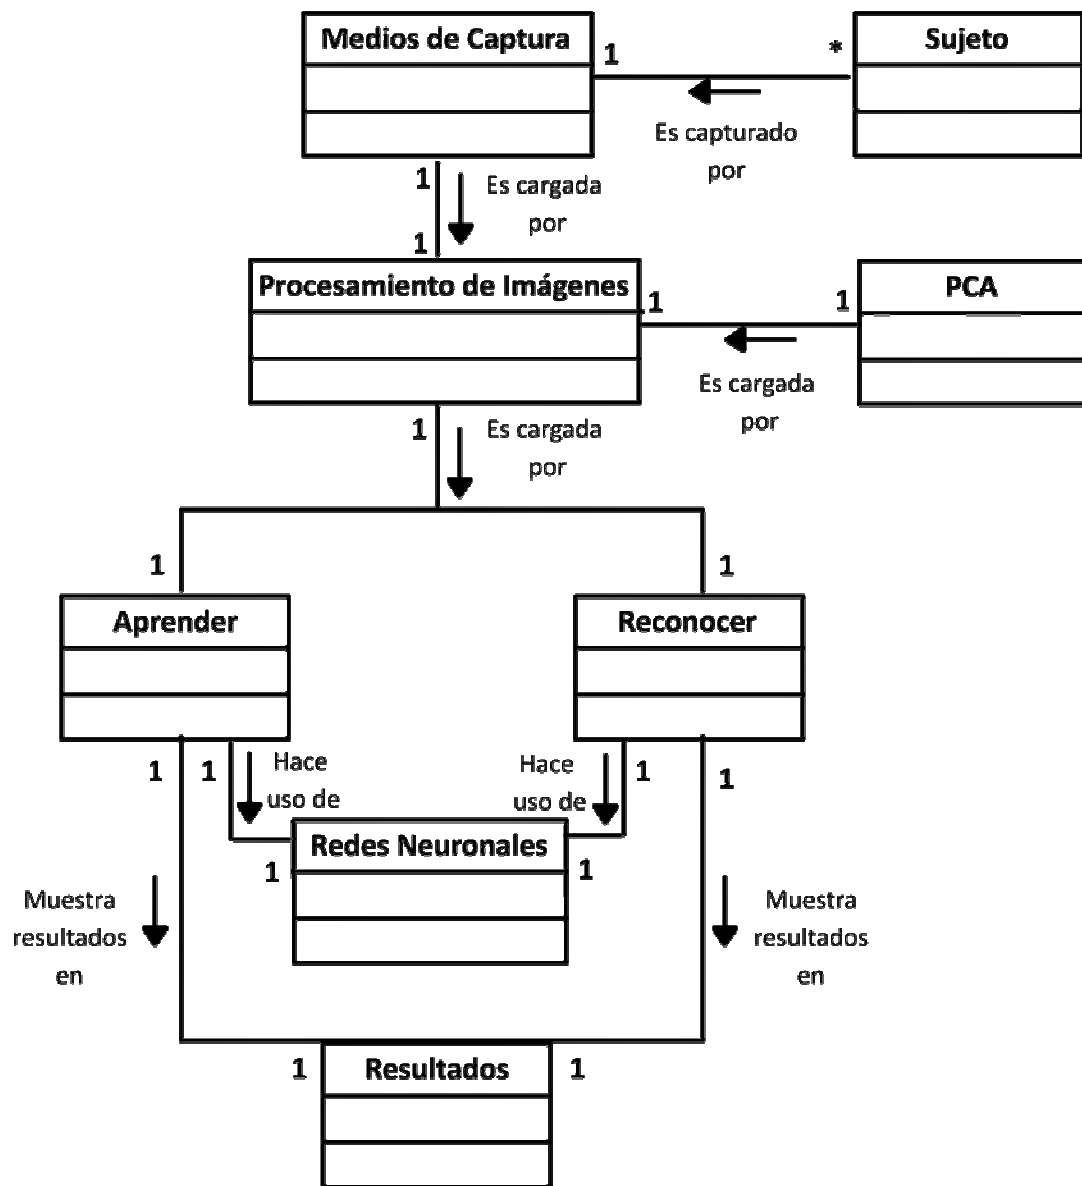 Medios de Captura
1
*
Sujeto
Es capturado
por
1
Es cargada
por
1
Procesamiento de Imágenes
1
1
PCA
Es cargada
por
1
Es cargada
por
1
1
Aprender
Reconocer
1
1
Hace
uso de
Hace
uso de
1
1
Redes Neuronales
1
1
Muestra
resultados
en
Muestra
resultados
en
1
Resultados
1